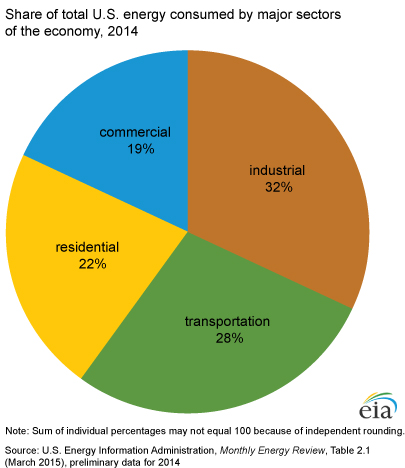 Share of total U.S. energy consumed by major sectors
of the economy, 2014
commercial
19%
industrial
32%
residential
22%
transportation
28%
eia
Note: Sum of individual percentages may not equal 100 because of independent rounding.
Source: U.S. Energy Information Administration, Monthly Energy Review, Table 2.1
(March 2015), preliminary data for 2014